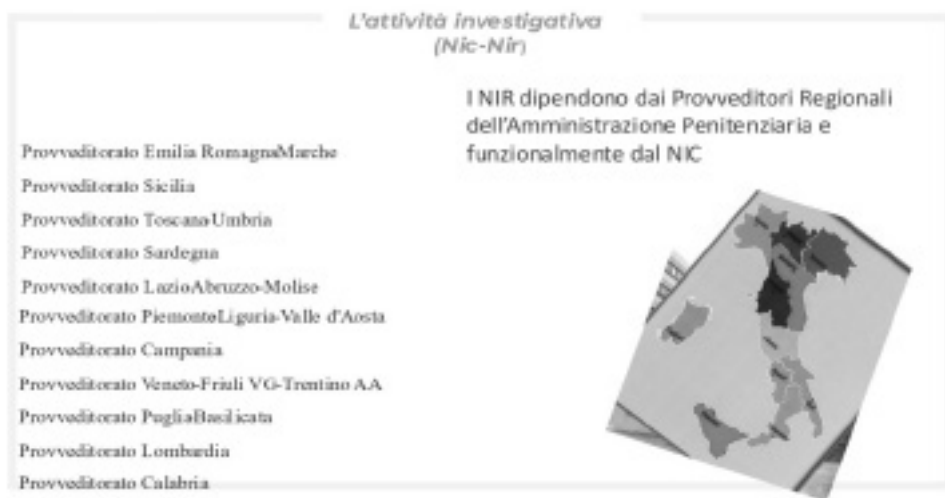 L'attività investigativa
(Nic-Nir)
I NIR dipendono dai Provveditori Regionali
dell'Amministrazione Penitenziaria e
funzionalmente dal NIC
Provveditorato Emilia RomagnaMarche
Provveditorato Sicilia
Provveditorato Toscana-Umbria
Provveditorato Sardegna
Provveditorato LazioAbruzzo-Molise
Provveditorato PiemonteLiguria-Valle d'Aosta
Provveditorato Campania
Provveditorato Veneto-Friuli VG-Trentino AA
Provveditorato PugliaBasilicata
Provveditorato Lombardia
Provveditorato Calabria